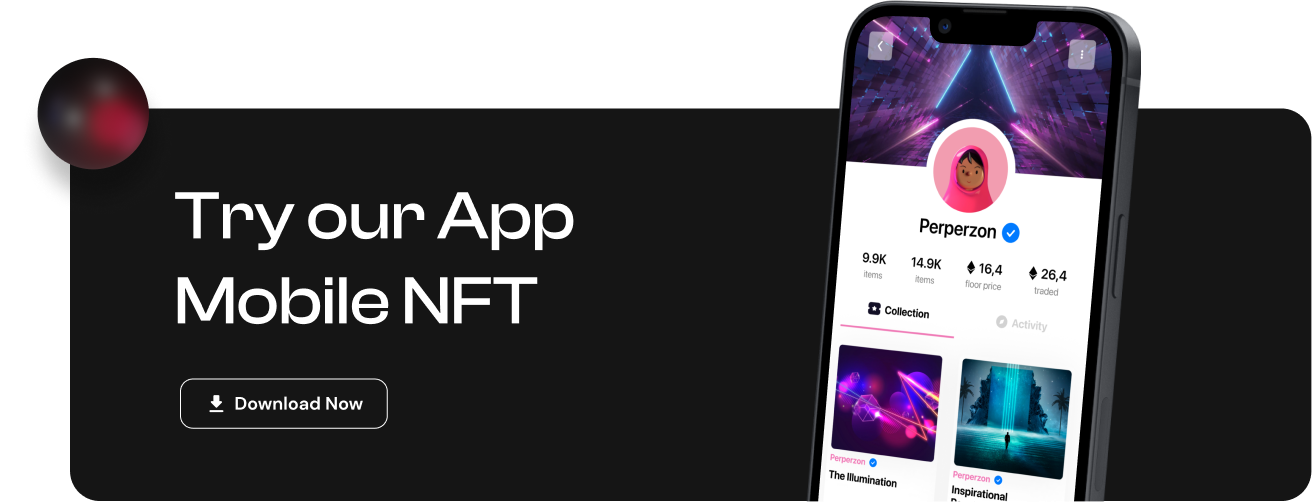 Try our App
Mobile NFT
Download Now
Perperzon
9.9K 14.9K 16,4 26,4
items items floor price traded
Collection Activity
Perperzon Perperzon
The Illumination Inspirational